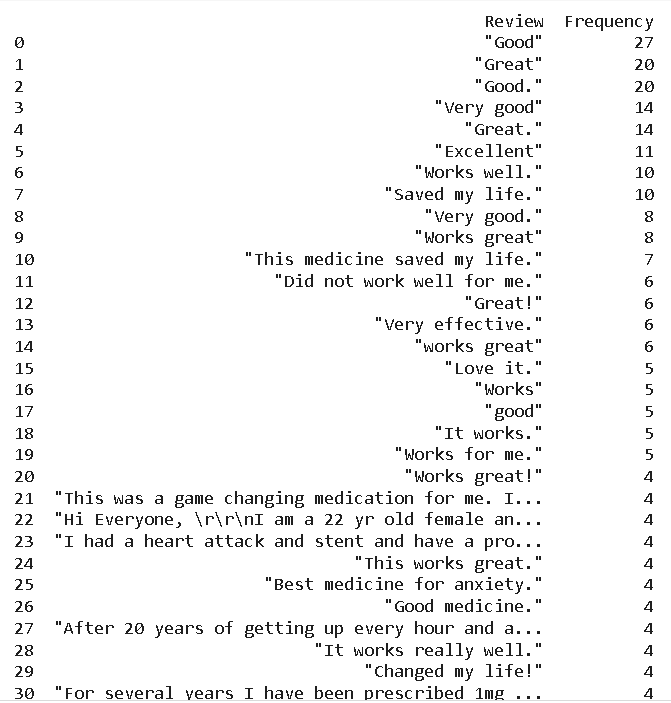 Review Frequency
0 "Good" 27
1 "Great" 20
2 "Good." 20
3 "Very good" 14
4 "Great." 14
5 "Excellent" 11
6 "Works well." 10
7 "Saved my life." 10
8 "Very good." 8
9 "Works great" 8
10 "This medicine saved my life." 7
11 "Did not work well for me." 6
12 "Great!" 6
13 "Very effective." 6
14 "works great" 6
15 "Love it." 5
16 "Works" 5
17 "good" 5
18 "It works." 5
19 "Works for me." 5
20 "Works great!" 4
21 "This was a game changing medication for me. I... 4
22 "Hi Everyone, \r\r\nI am a 22 yr old female an... 4
23 "I had a heart attack and stent and have a pro... 4
24 "This works great." 4
25 "Best medicine for anxiety." 4
26 "Good medicine." 4
27 "After 20 years of getting up every hour and a... 4
28 "It works really well." 4
29 "Changed my life!" 4
30 "For several years I have been prescribed 1mg ... 4